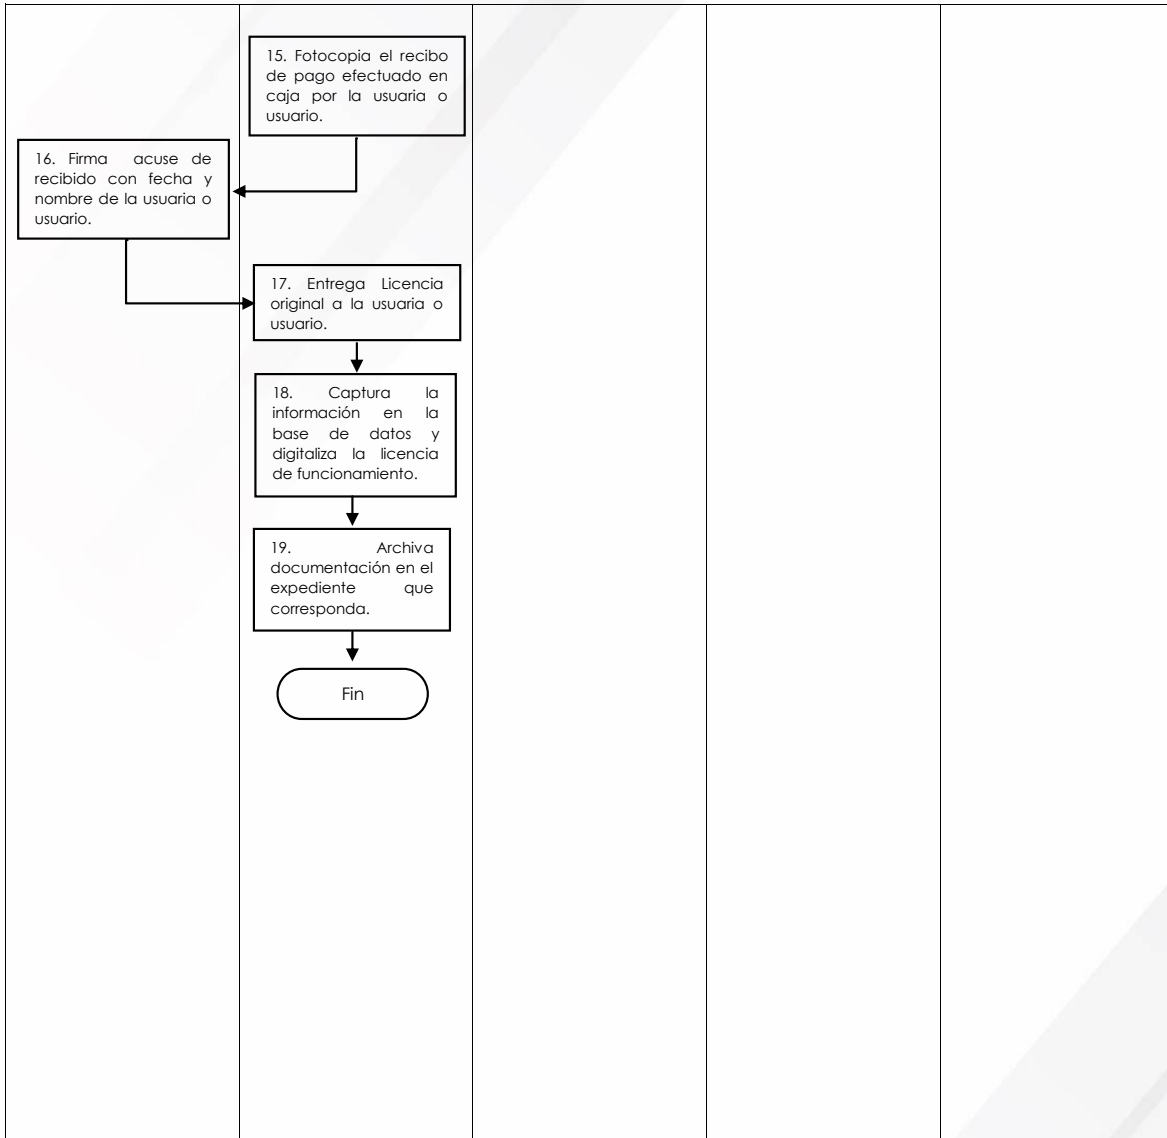 15. Fotocopia el recibo
de pago efectuado en
caja por la usuaria o
usuario.
16. Firma acuse de
recibido con fecha y
nombre de la usuaria o
usuario.
17. Entrega Licencia
original a la usuaria o
usuario.
18. Captura la
información en la
base de datos y
digitaliza la licencia
de funcionamiento.
19. Archiva
documentación en el
expediente que
corresponda.
Fin